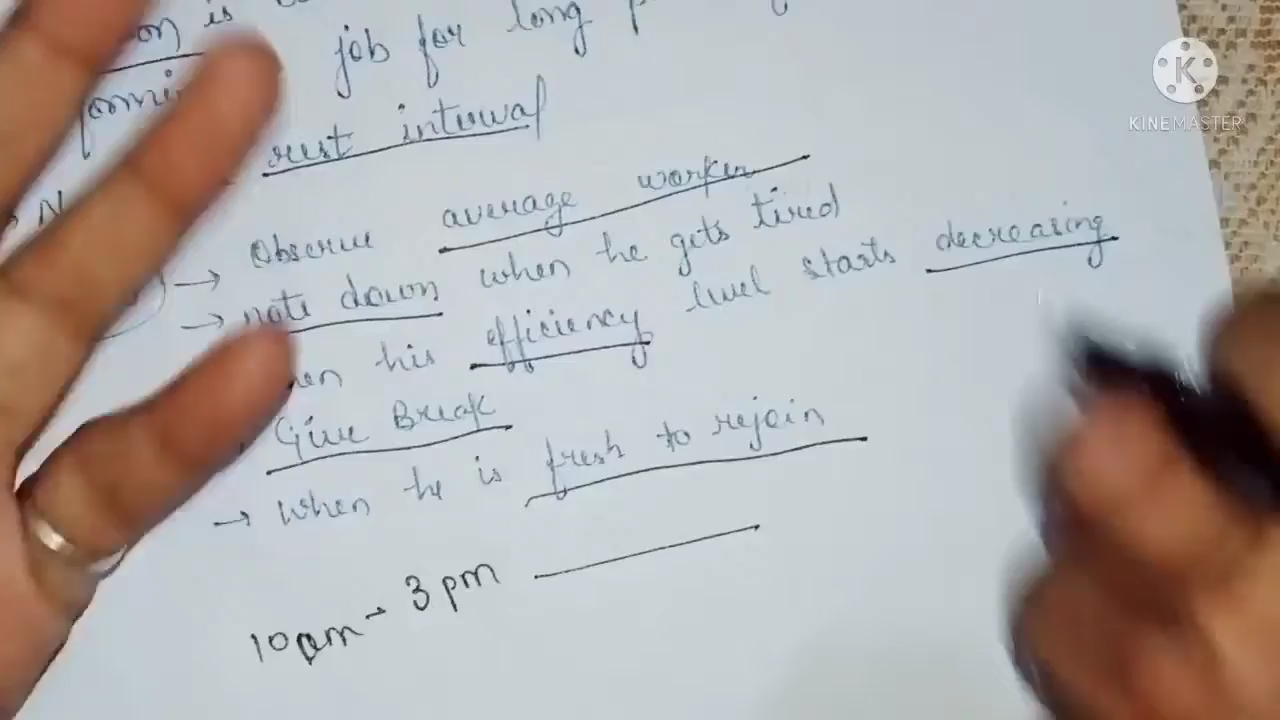 is
job for long
rest interval
→ Observe average worker
→ note down when he gets tired
his efficiency level starts decreasing
Give Break
→ When he is fresh to rejoin
10 am - 3 pm
KINEMASTER